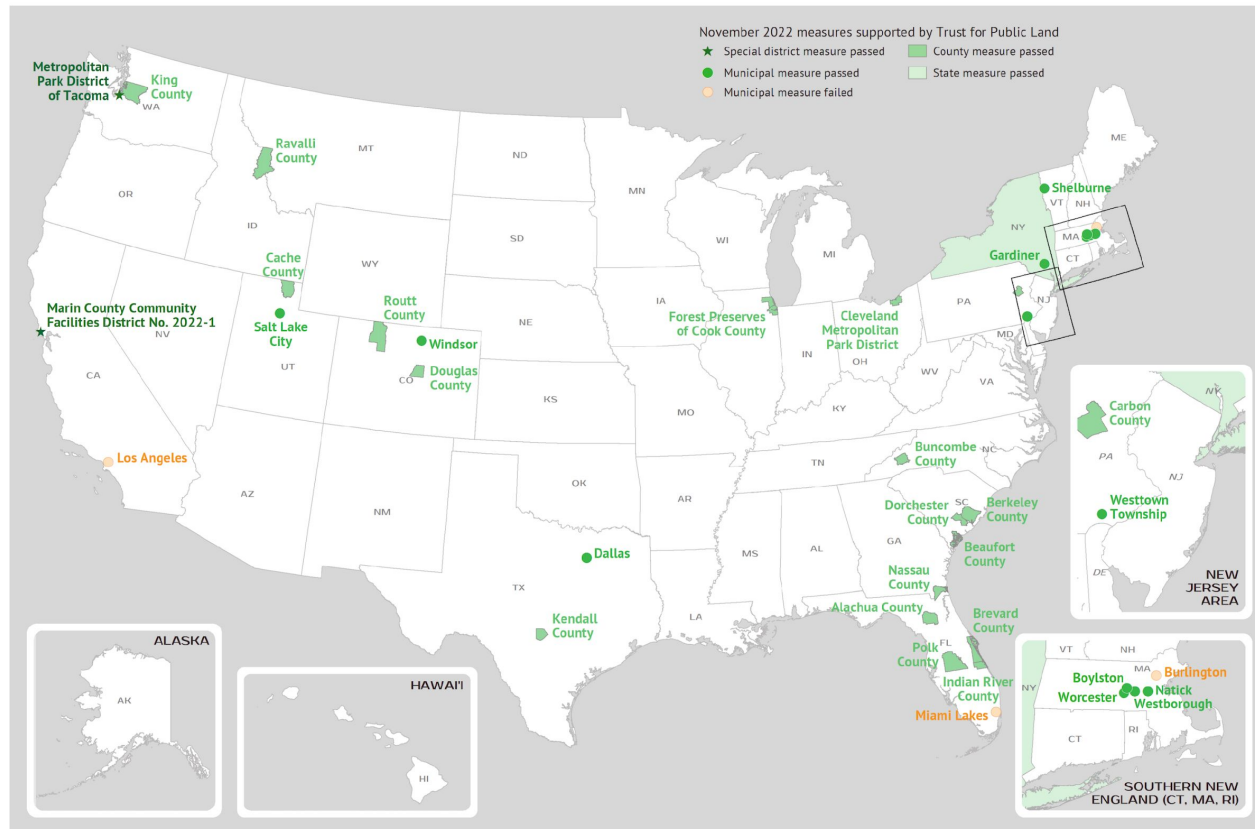 November 2022 measures supported by Trust for Public Land
Special district measure passed
County measure passed
Municipal measure passed
State measure passed
Municipal measure failed
Metropolitan
Park District
of Tacoma
King
County
WA
Ravalli
County
MT
ND
MN
ME
OR
ID
Shelburne
VT
NH
NY
WI
SD
MA
MI
Gardiner
CT
WY
Cache
County
Marin County Community
Facilities District No. 2022-1
NV
Salt Lake
City
Routt
County
Windsor
Douglas
County
CO
UT
CA
IA
NE
Forest Preserves
of Cook County
Cleveland
Metropolitan
Park District
PA
NJ
MD
IN
OH
WV
VA
KS
MO
KY
Los Angeles
AZ
NM
OK
AR
TN
Buncombe
County
NC
SC
Dorchester
County
Berkeley
County
Beaufort
County
MS
AL
GA
Dallas
TX
LA
Nassau
County
Alachua County
Brevard
County
FL
Polk
County
Indian River
County
Miami Lakes
Kendall
County
ALASKA
AK
HAWAI'I
HI
NY
Carbon
County
PA
NJ
Westtown
Township
DE
NEW
JERSEY
AREA
VT
NH
MA
Burlington
NY
Boylston
Worcester
Natick
Westborough
CT
RI
SOUTHERN NEW
ENGLAND (CT, MA, RI)